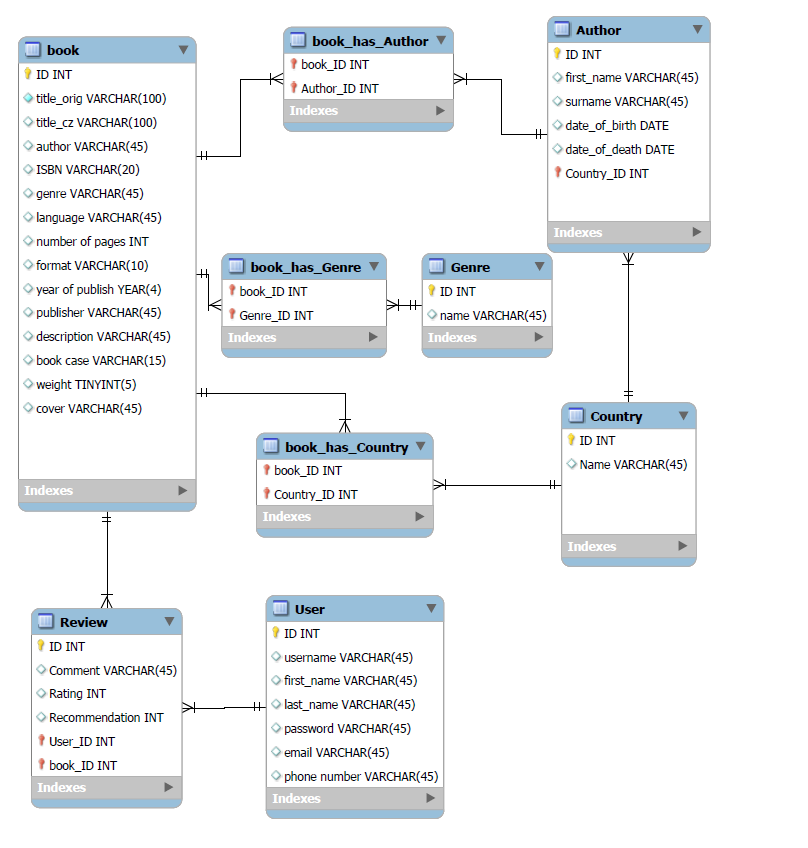 book
ID INT
title_orig VARCHAR(100)
title_cz VARCHAR(100)
author VARCHAR(45)
ISBN VARCHAR(20)
genre VARCHAR(45)
language VARCHAR(45)
number of pages INT
format VARCHAR(10)
year of publish YEAR(4)
publisher VARCHAR(45)
description VARCHAR(45)
book case VARCHAR(15)
weight TINYINT(5)
cover VARCHAR(45)
Indexes
book_has_Author
book_ID INT
Author_ID INT
Indexes
Author
ID INT
first_name VARCHAR(45)
surname VARCHAR(45)
date_of_birth DATE
date_of_death DATE
Country_ID INT
Indexes
book_has_Genre
book_ID INT
Genre_ID INT
Indexes
Genre
ID INT
name VARCHAR(45)
Indexes
book_has_Country
book_ID INT
Country_ID INT
Indexes
Country
ID INT
Name VARCHAR(45)
Indexes
Review
ID INT
Comment VARCHAR(45)
Rating INT
Recommendation INT
User_ID INT
book_ID INT
Indexes
User
ID INT
username VARCHAR(45)
first_name VARCHAR(45)
last_name VARCHAR(45)
password VARCHAR(45)
email VARCHAR(45)
phone number VARCHAR(45)
Indexes